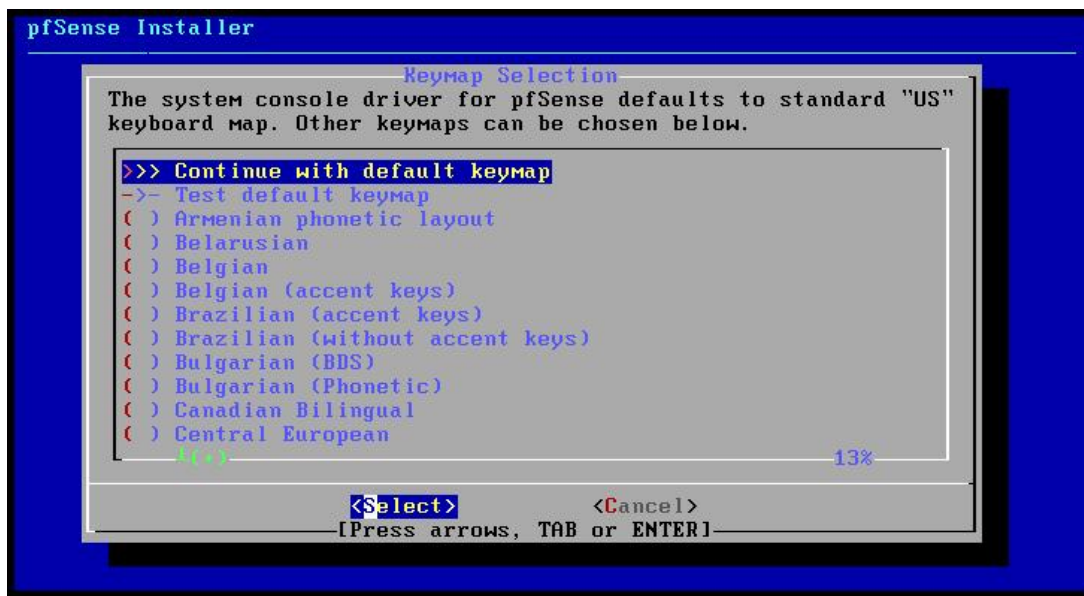 pfSense Installer
Keymap Selection
The system console driver for pfSense defaults to standard "US"
keyboard map. Other keymaps can be chosen below.
>>> Continue with default keymap
->- Test default keymap
( ) Armenian phonetic layout
( ) Belarusian
( ) Belgian
( ) Belgian (accent keys)
( ) Brazilian (accent keys)
( ) Brazilian (without accent keys)
( ) Bulgarian (BDS)
( ) Bulgarian (Phonetic)
( ) Canadian Bilingual
( ) Central European
13%
<Select> <Cancel>
[Press arrows, TAB or ENTER]